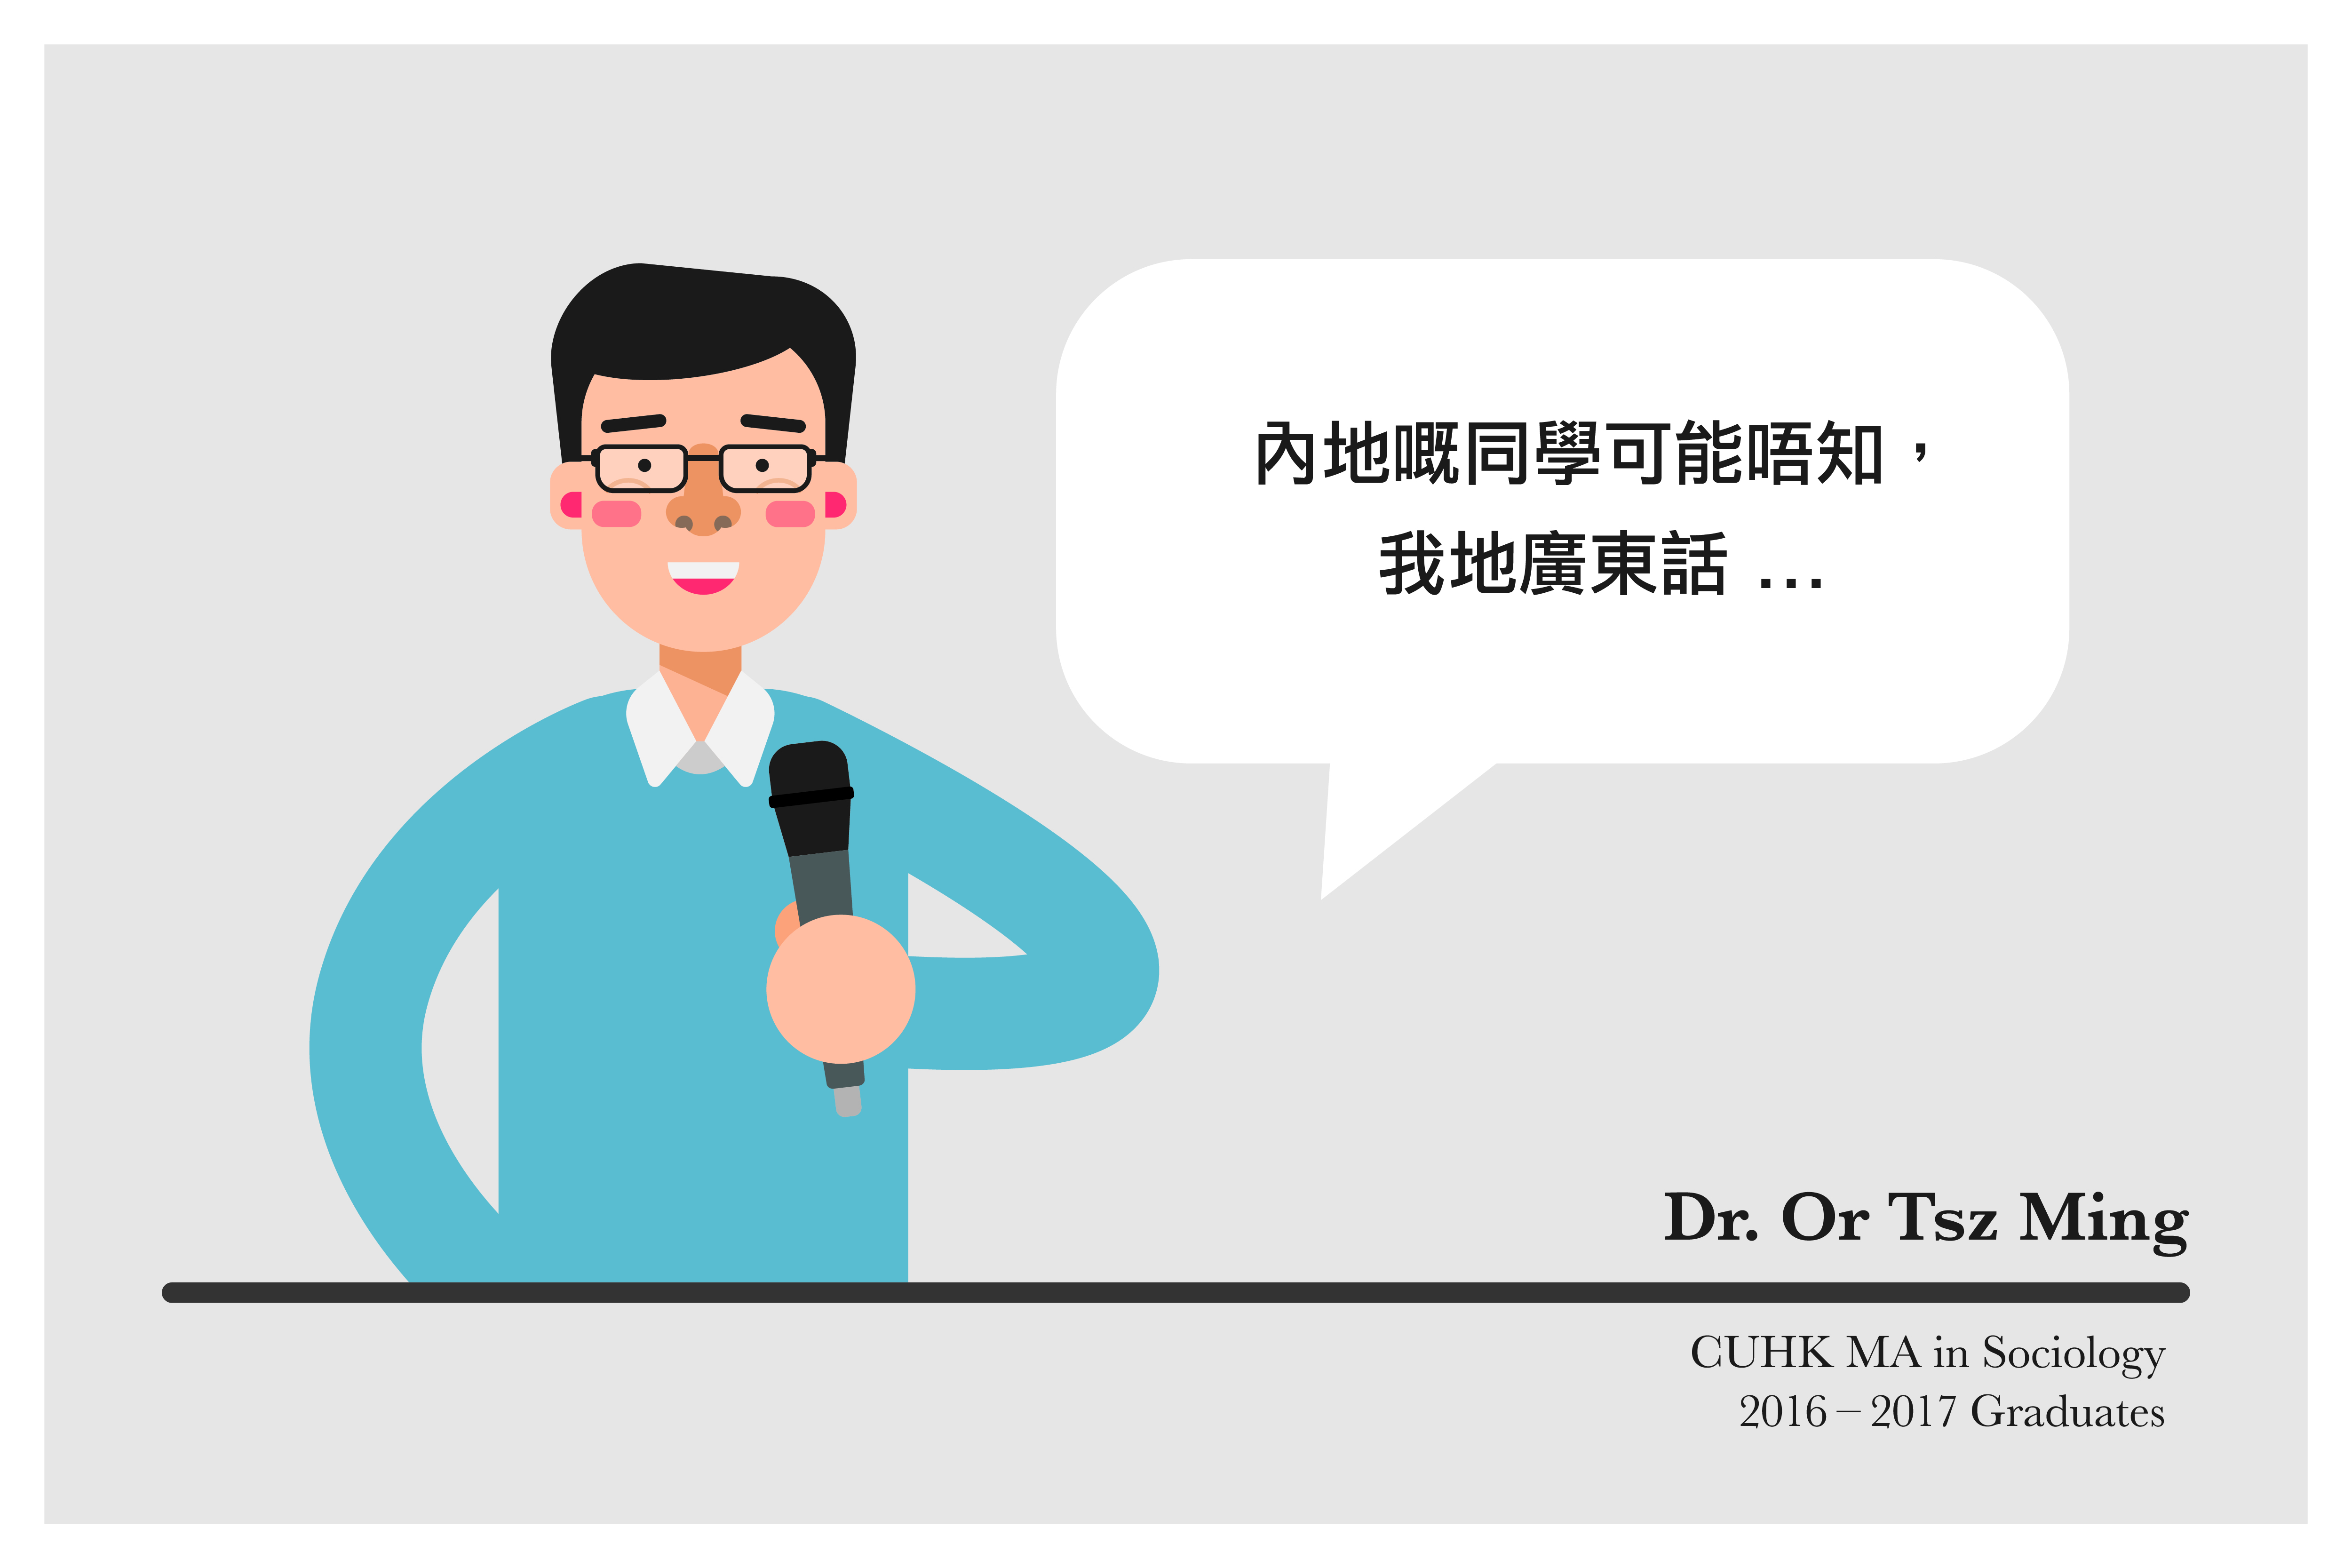 內地嘅同學可能唔知，
我地廣東話 ...
Dr. Or Tsz Ming
CUHK MA in Sociology
2016 – 2017 Graduates